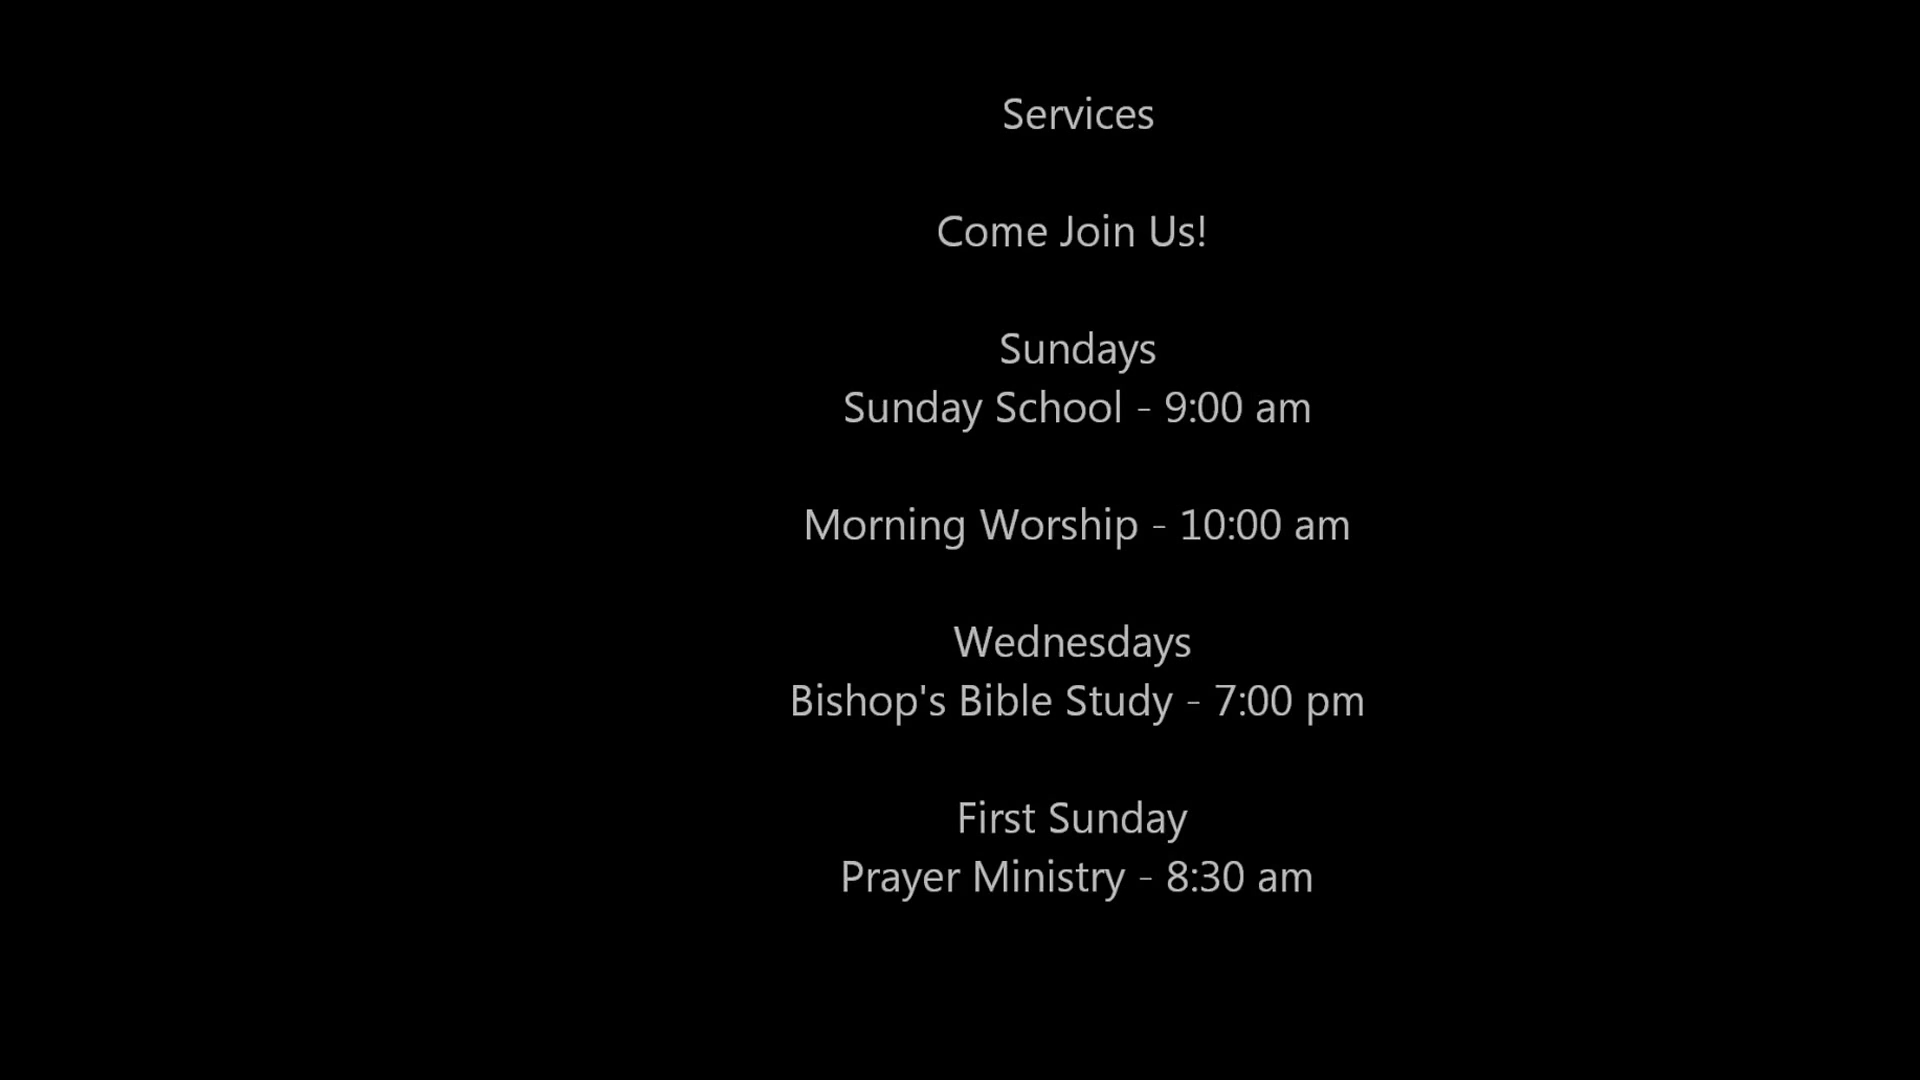 Services
Come Join Us!
Sundays
Sunday School - 9:00 am
Morning Worship - 10:00 am
Wednesdays
Bishop's Bible Study - 7:00 pm
First Sunday
Prayer Ministry - 8:30 am